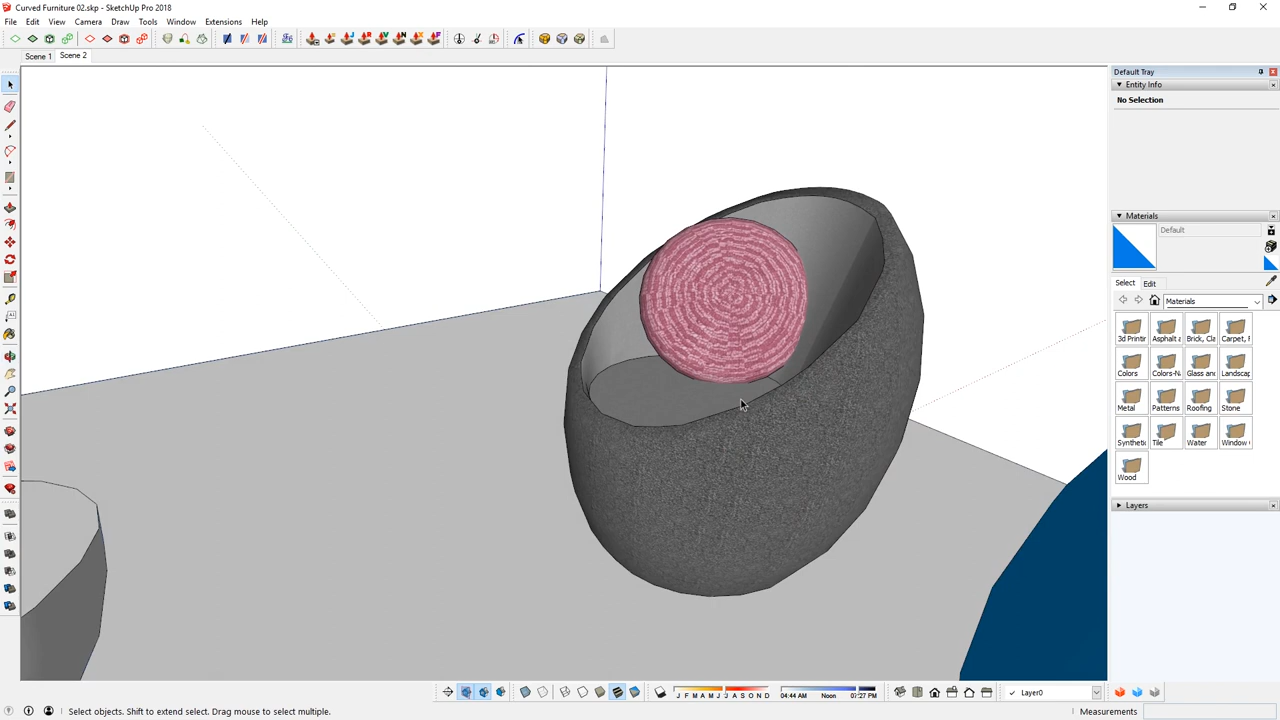 Curved Furniture 02.skp - SketchUp Pro 2018
File Edit View Camera Draw Tools Window Extensions Help
Scene 1 Scene 2
Default Tray
Entity Info
No Selection
Materials
Default
Select Edit
Materials
3d Printin Asphalt a Brick, Cla Carpet, F
Colors Colors-N Glass and Landscap
Metal Patterns Roofing Stone
Syntheti Tile Water Window
Wood
Layers
J F M A M J J A S O N D 04:44 AM Noon 07:27 PM Layer0
Select objects. Shift to extend select. Drag mouse to select multiple. Measurements